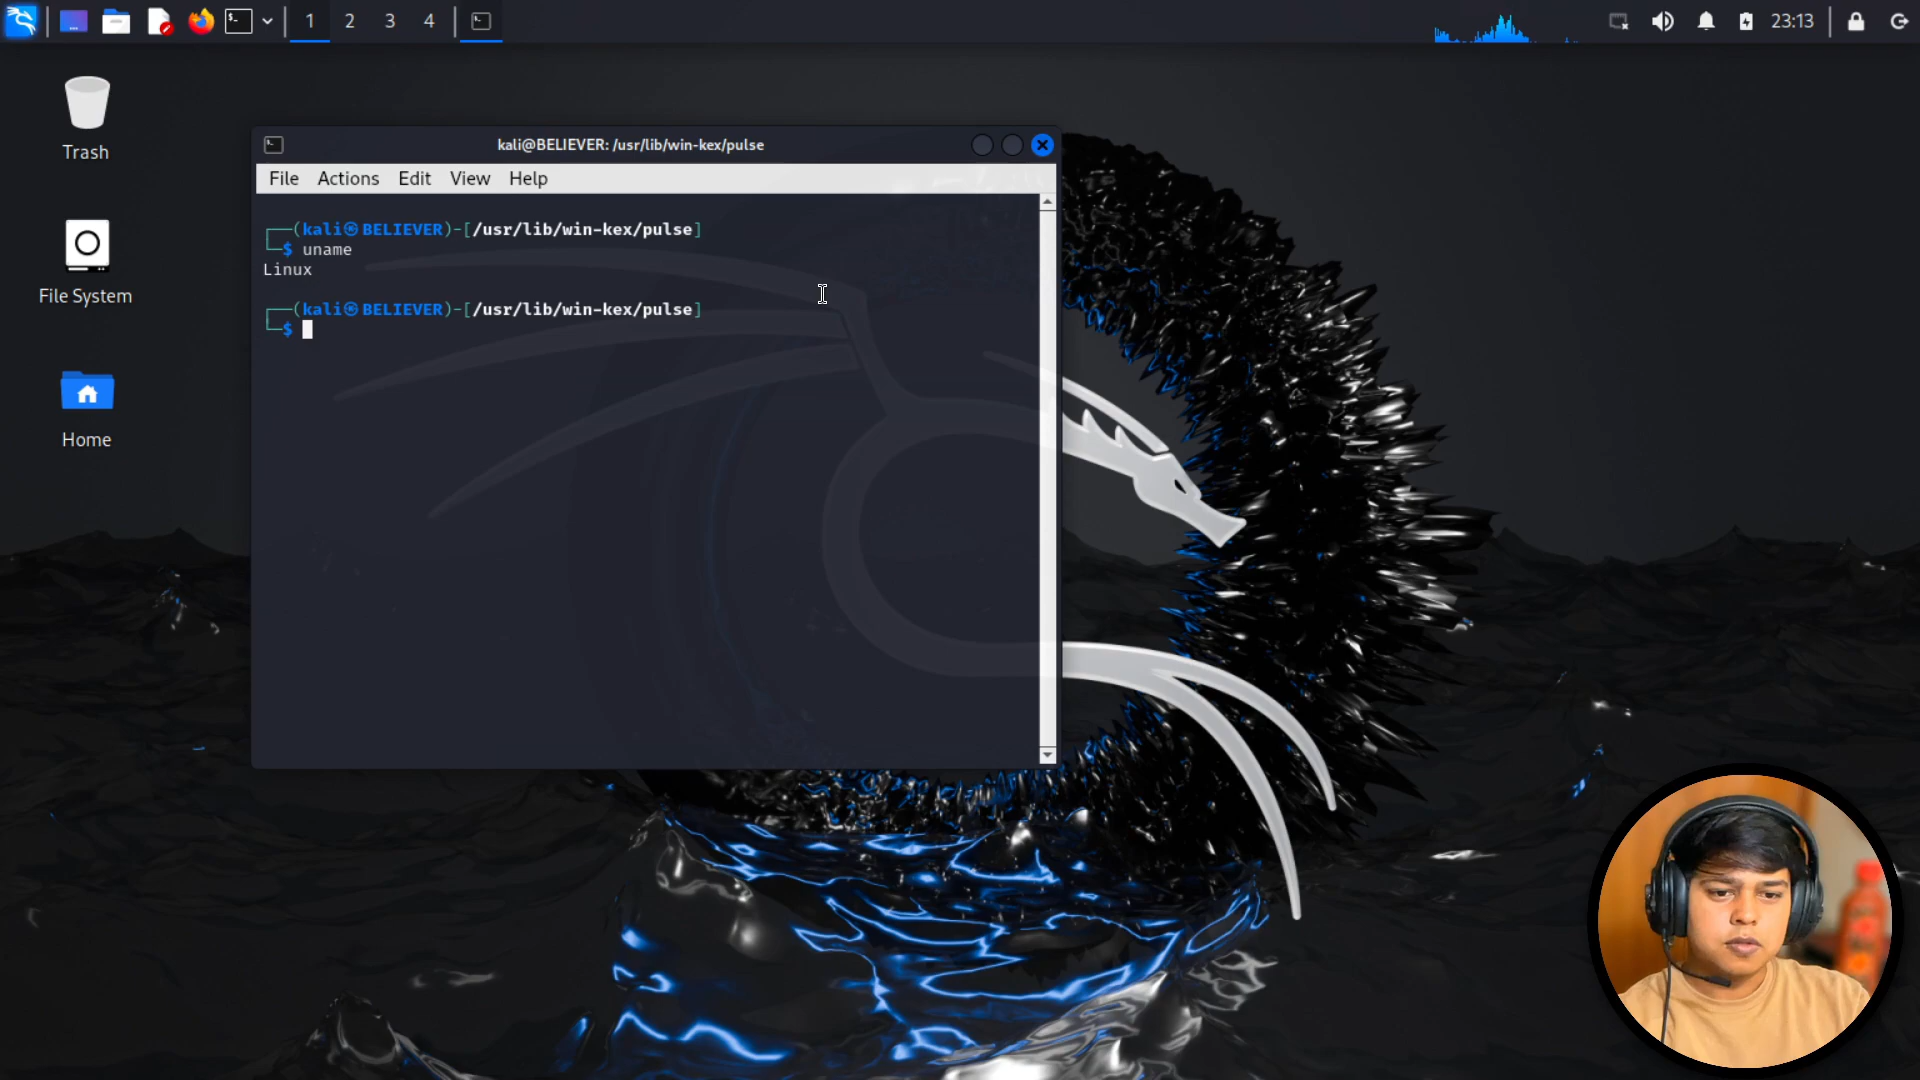 1 2 3 4 23:13
Trash
File System
Home
kali@BELIEVER: /usr/lib/win-kex/pulse
File Actions Edit View Help
┌──(kali㉿BELIEVER)-[/usr/lib/win-kex/pulse]
└─$ uname
Linux
┌──(kali㉿BELIEVER)-[/usr/lib/win-kex/pulse]
└─$